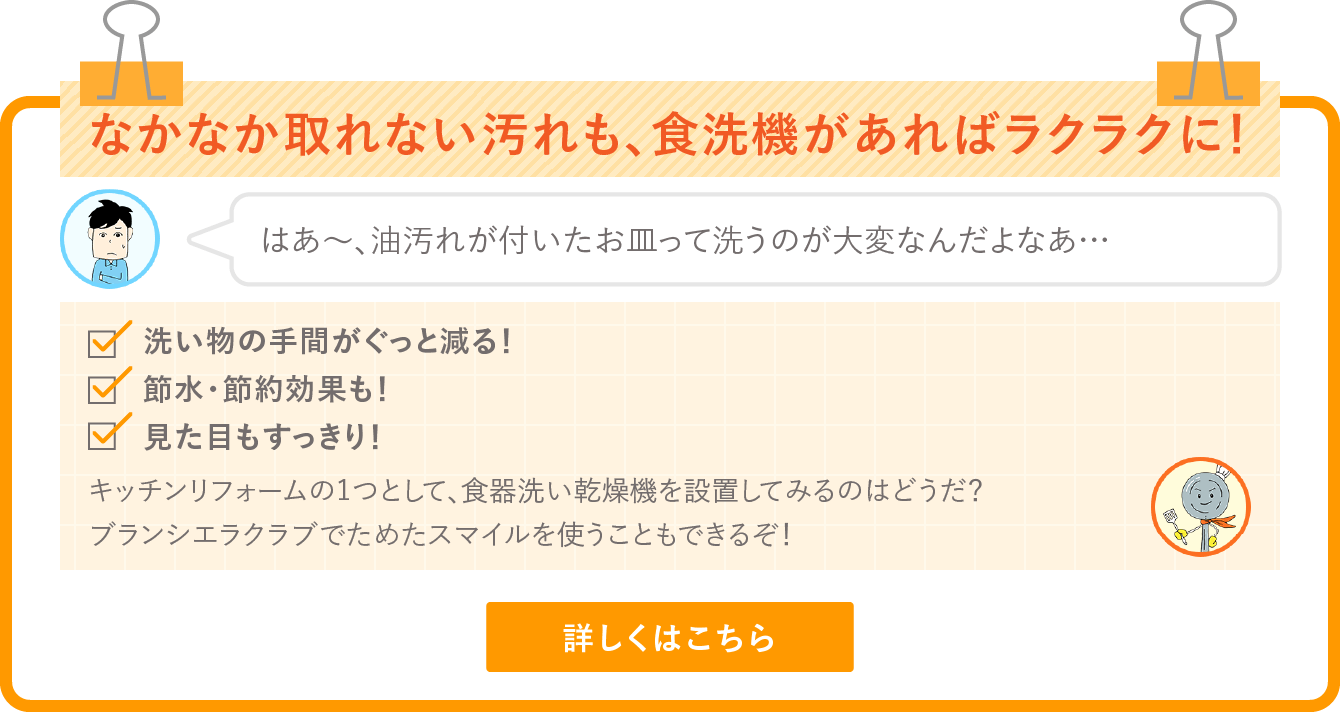 なかなか取れない汚れも、食洗機があればラクラクに！
はあ〜、油汚れが付いたお皿って洗うのが大変なんだよなあ…
洗い物の手間がぐっと減る！
節水・節約効果も！
見た目もすっきり！
キッチンリフォームの1つとして、食器洗い乾燥機を設置してみるのはどうだ？
ブランシエラクラブでためたスマイルを使うこともできるぞ！
詳しくはこちら